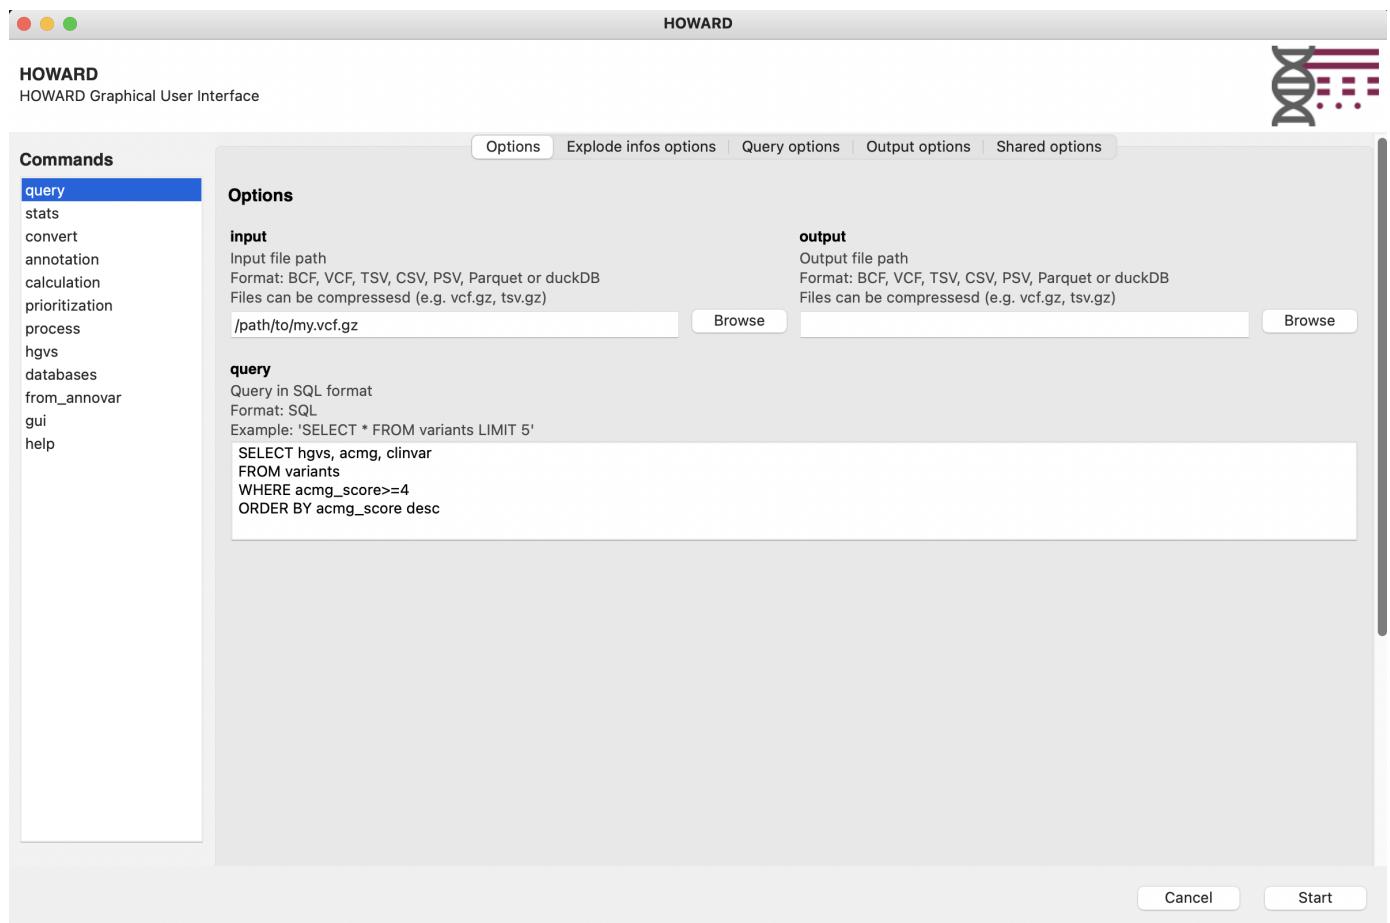 HOWARD
HOWARD
HOWARD Graphical User Interface
Commands
query
stats
convert
annotation
calculation
prioritization
process
hgvs
databases
from_annovar
gui
help
Options
Explode infos options
Query options
Output options
Shared options
Options
input
Input file path
Format: BCF, VCF, TSV, CSV, PSV, Parquet or duckDB
Files can be compressesd (e.g. vcf.gz, tsv.gz)
/path/to/my.vcf.gz
Browse
output
Output file path
Format: BCF, VCF, TSV, CSV, PSV, Parquet or duckDB
Files can be compressesd (e.g. vcf.gz, tsv.gz)
Browse
query
Query in SQL format
Format: SQL
Example: 'SELECT * FROM variants LIMIT 5'
SELECT hgvs, acmg, clinvar
FROM variants
WHERE acmg_score>=4
ORDER BY acmg_score desc
Cancel
Start